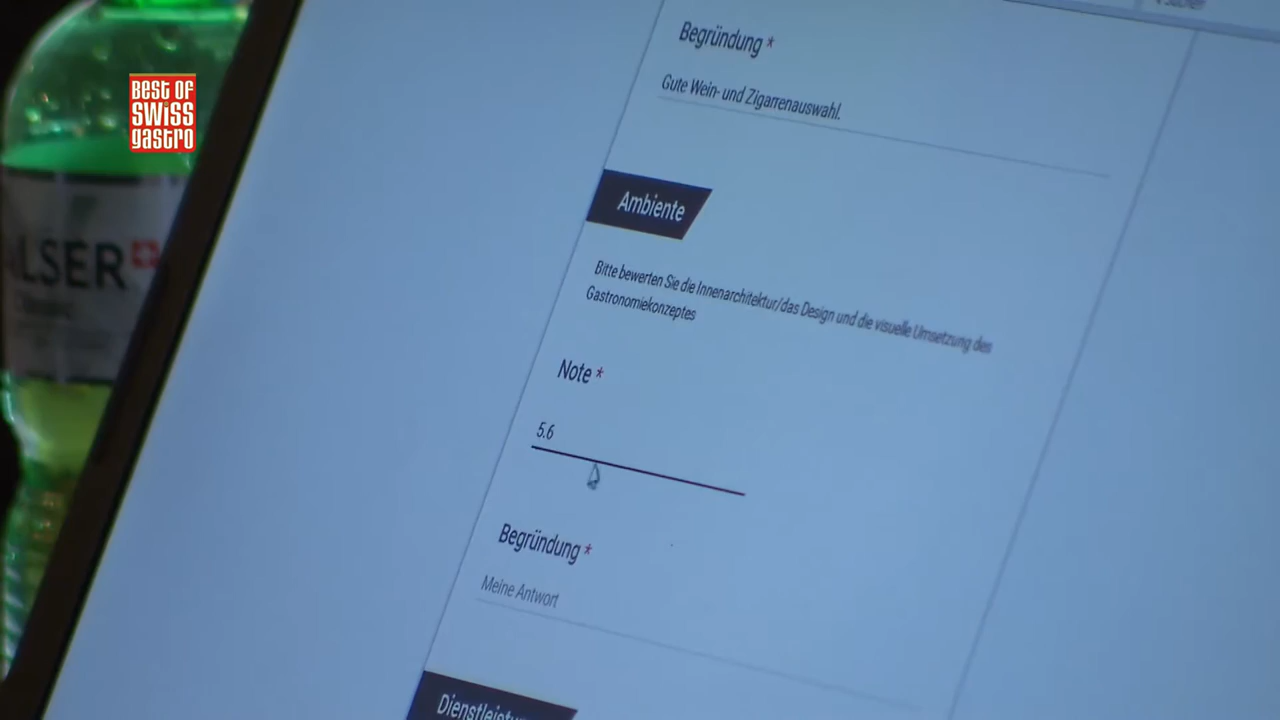 BEST OF
SWiSS
gastro
LSER
Begründung *
Gute Wein- und Zigarrenauswahl.
Ambiente
Bitte bewerten Sie die Innenarchitektur/das Design und die visuelle Umsetzung des
Gastronomiekonzeptes
Note *
5.6
Begründung *
Meine Antwort